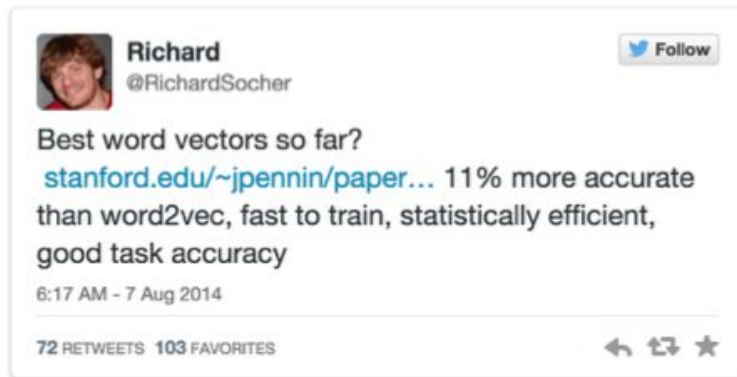 Richard
@RichardSocher
Follow
Best word vectors so far?
stanford.edu/~jpennin/paper... 11% more accurate
than word2vec, fast to train, statistically efficient,
good task accuracy
6:17 AM - 7 Aug 2014
72 RETWEETS 103 FAVORITES